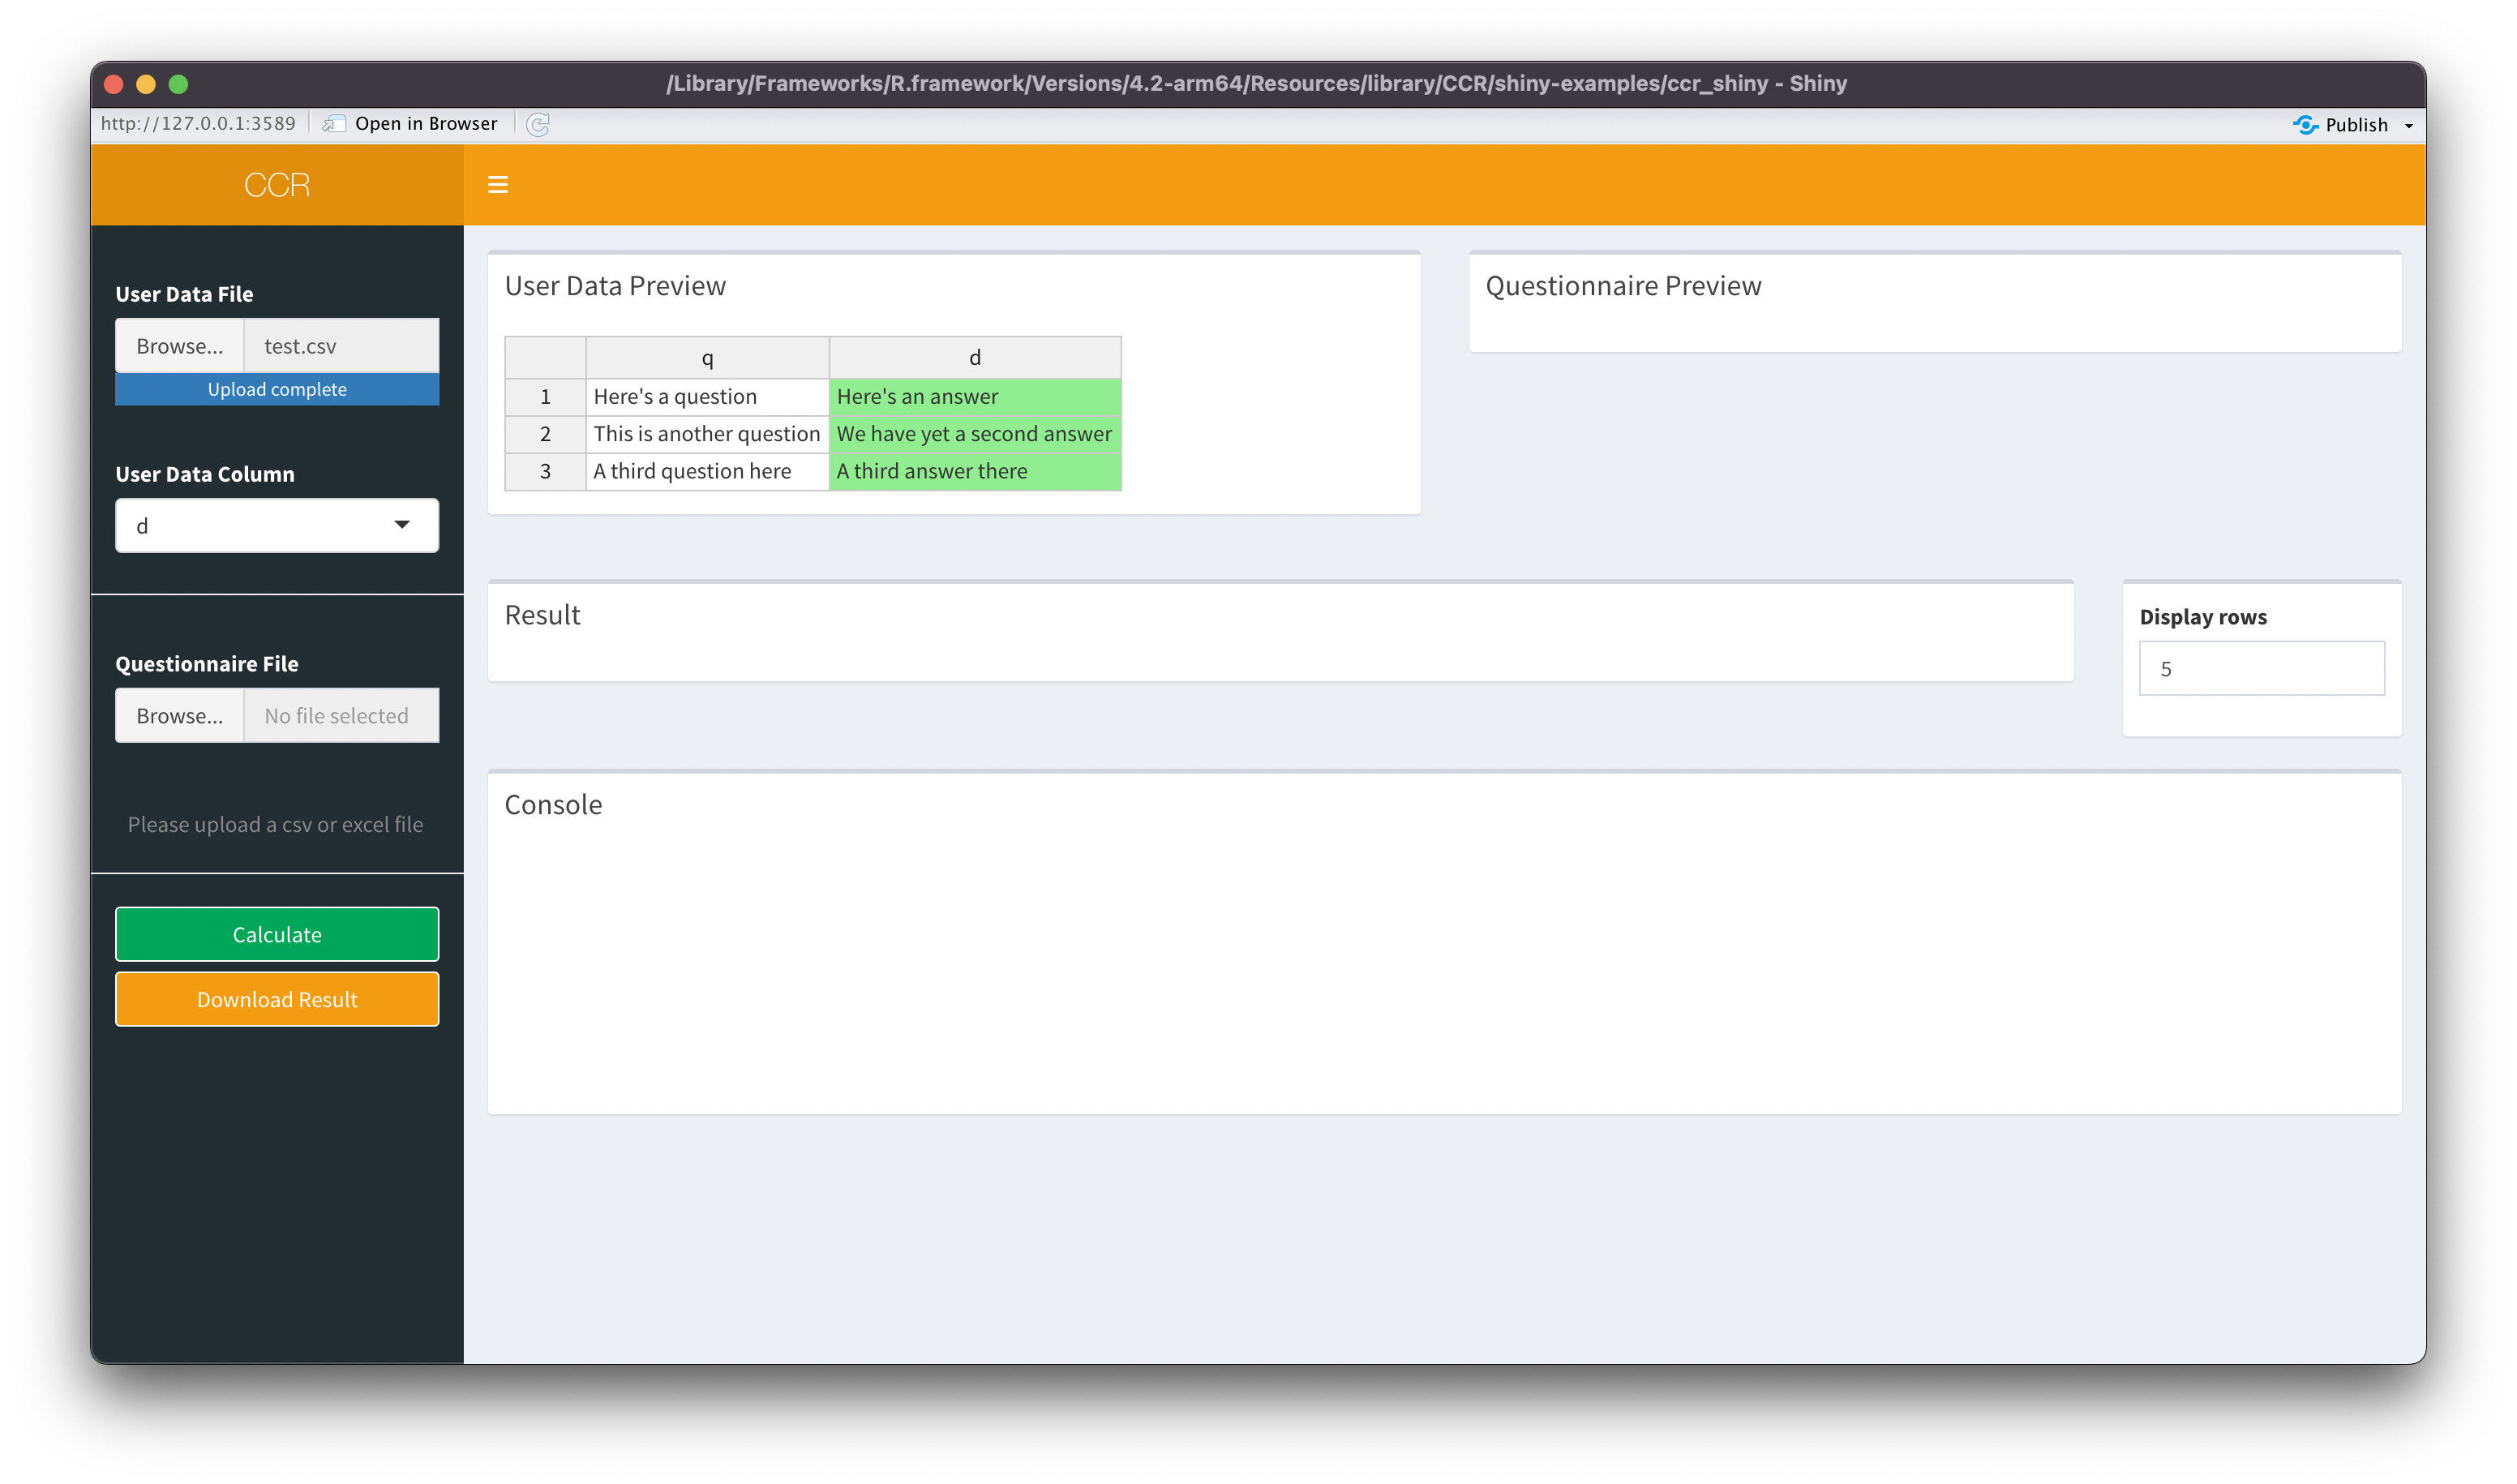 /Library/Frameworks/R.framework/Versions/4.2-arm64/Resources/library/CCR/shiny-examples/ccr_shiny - Shiny
http://127.0.0.1:3589 Open in Browser Publish
CCR
User Data File
Browse... test.csv
Upload complete
User Data Column
d
Questionnaire File
Browse... No file selected
Please upload a csv or excel file
Calculate
Download Result
User Data Preview
q d
1 Here's a question Here's an answer
2 This is another question We have yet a second answer
3 A third question here A third answer there
Questionnaire Preview
Result
Display rows
5
Console